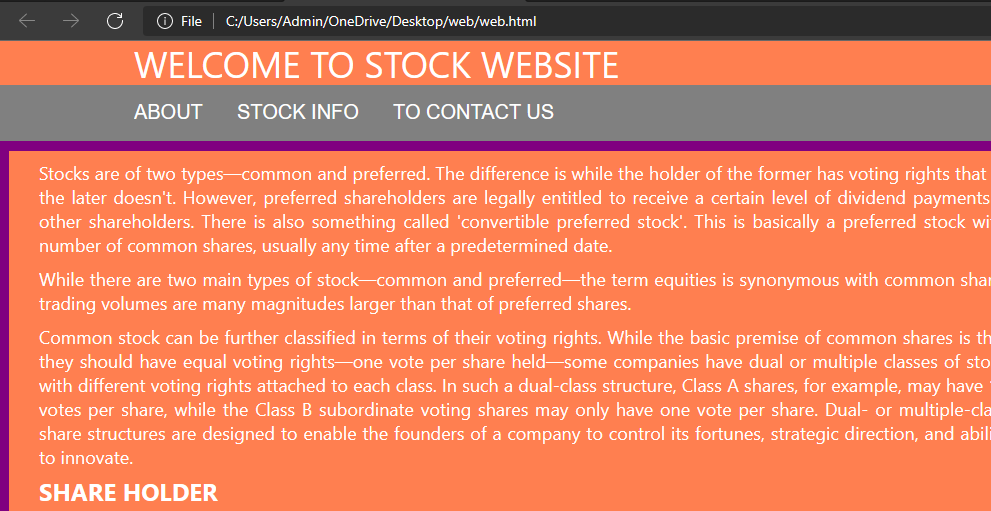 File
C:/Users/Admin/OneDrive/Desktop/web/web.html
WELCOME TO STOCK WEBSITE
ABOUT STOCK INFO TO CONTACT US
Stocks are of two types—common and preferred. The difference is while the holder of the former has voting rights that
the later doesn't. However, preferred shareholders are legally entitled to receive a certain level of dividend payments
other shareholders. There is also something called 'convertible preferred stock'. This is basically a preferred stock
number of common shares, usually any time after a predetermined date.
While there are two main types of stock—common and preferred—the term equities is synonymous with common
trading volumes are many magnitudes larger than that of preferred shares.
Common stock can be further classified in terms of their voting rights. While the basic premise of common shares is
they should have equal voting rights—one vote per share held—some companies have dual or multiple classes of
with different voting rights attached to each class. In such a dual-class structure, Class A shares, for example, may have
votes per share, while the Class B subordinate voting shares may only have one vote per share. Dual- or
share structures are designed to enable the founders of a company to control its fortunes, strategic direction, and
to innovate.
SHARE HOLDER